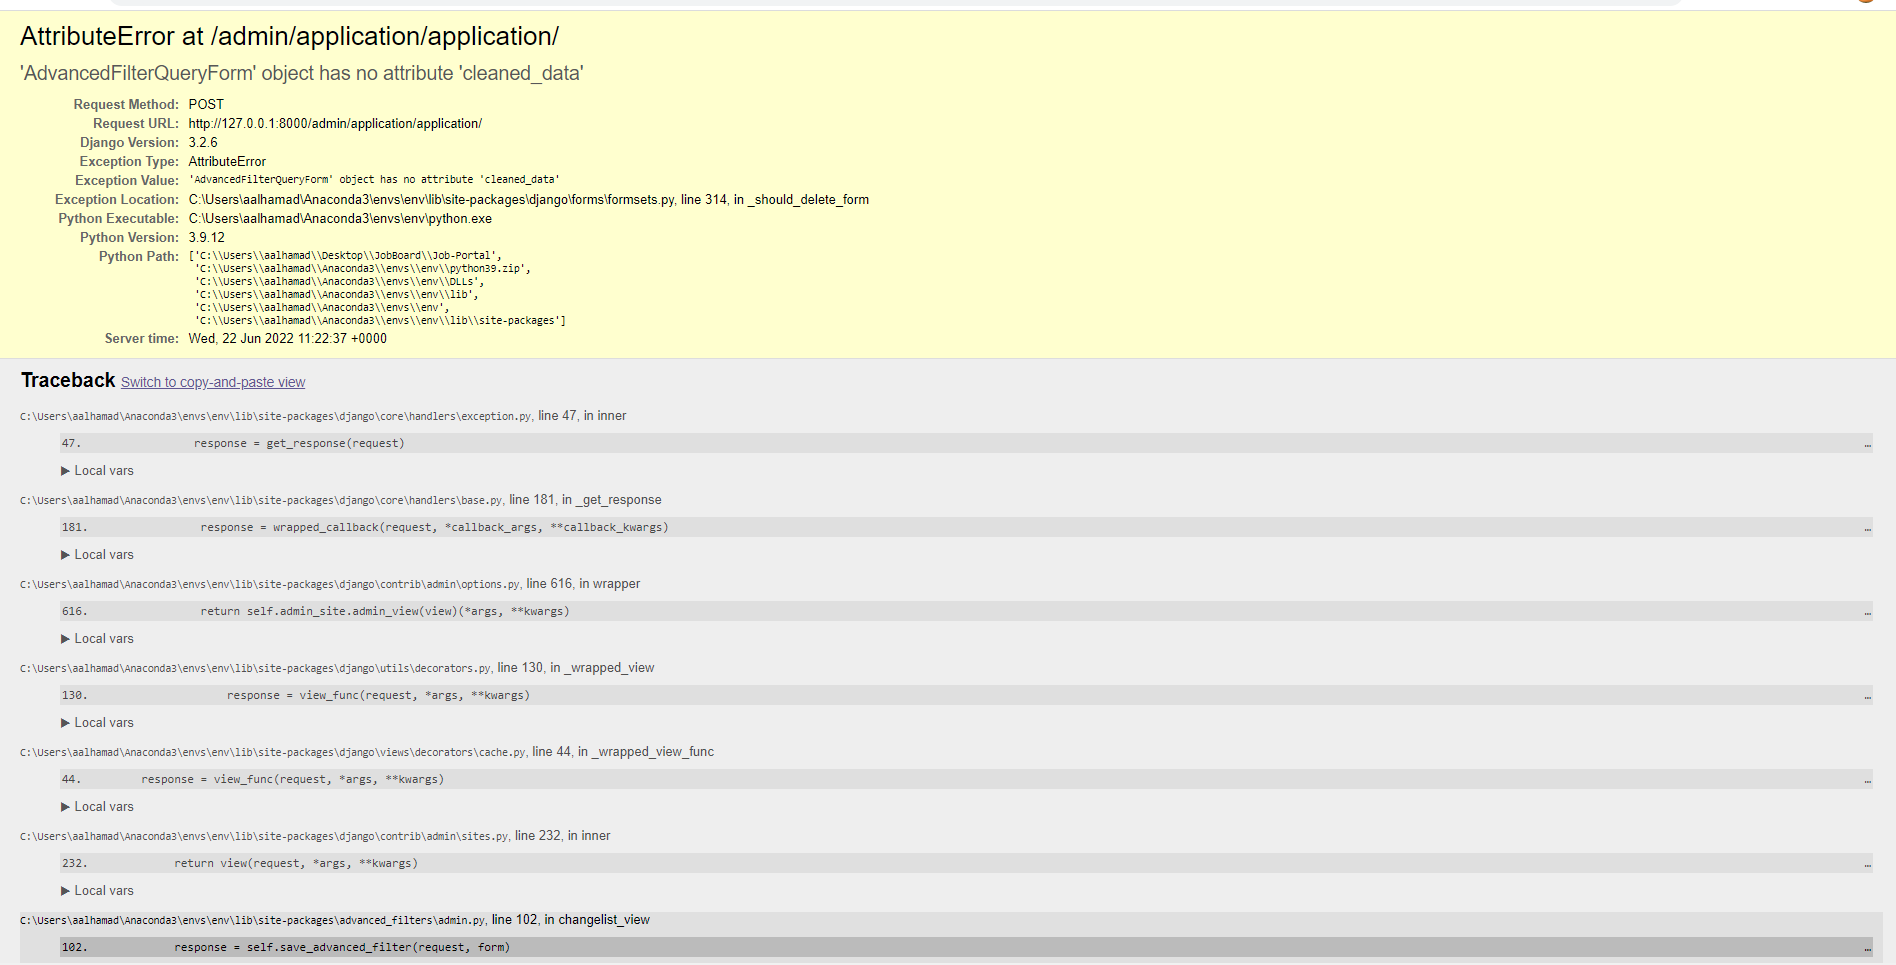 AttributeError at /admin/application/application/
'AdvancedFilterQueryForm' object has no attribute 'cleaned_data'
Request Method: POST
Request URL: http://127.0.0.1:8000/admin/application/application/
Django Version: 3.2.6
Exception Type: AttributeError
Exception Value: 'AdvancedFilterQueryForm' object has no attribute 'cleaned_data'
Exception Location: C:\Users\aalhamad\Anaconda3\envs\env\lib\site-packages\django\forms\formsets.py, line 314, in _should_delete_form
Python Executable: C:\Users\aalhamad\Anaconda3\envs\env\python.exe
Python Version: 3.9.12
Python Path: ['C:\\Users\\aalhamad\\Desktop\\JobBoard\\Job-Portal',
'C:\\Users\\aalhamad\\Anaconda3\\envs\\env\\python39.zip',
'C:\\Users\\aalhamad\\Anaconda3\\envs\\env\\DLLs',
'C:\\Users\\aalhamad\\Anaconda3\\envs\\env\\lib',
'C:\\Users\\aalhamad\\Anaconda3\\envs\\env',
'C:\\Users\\aalhamad\\Anaconda3\\envs\\env\\lib\\site-packages']
Server time: Wed, 22 Jun 2022 11:22:37 +0000
Traceback Switch to copy-and-paste view
C:\Users\aalhamad\Anaconda3\envs\env\lib\site-packages\django\core\handlers\exception.py, line 47, in inner
47. response = get_response(request) …
▶ Local vars
C:\Users\aalhamad\Anaconda3\envs\env\lib\site-packages\django\core\handlers\base.py, line 181, in _get_response
181. response = wrapped_callback(request, *callback_args, **callback_kwargs) …
▶ Local vars
C:\Users\aalhamad\Anaconda3\envs\env\lib\site-packages\django\contrib\admin\options.py, line 616, in wrapper
616. return self.admin_site.admin_view(view)(*args, **kwargs) …
▶ Local vars
C:\Users\aalhamad\Anaconda3\envs\env\lib\site-packages\django\utils\decorators.py, line 130, in _wrapped_view
130. response = view_func(request, *args, **kwargs) …
▶ Local vars
C:\Users\aalhamad\Anaconda3\envs\env\lib\site-packages\django\views\decorators\cache.py, line 44, in _wrapped_view_func
44. response = view_func(request, *args, **kwargs) …
▶ Local vars
C:\Users\aalhamad\Anaconda3\envs\env\lib\site-packages\django\contrib\admin\sites.py, line 232, in inner
232. return view(request, *args, **kwargs) …
▶ Local vars
C:\Users\aalhamad\Anaconda3\envs\env\lib\site-packages\advanced_filters\admin.py, line 102, in changelist_view
102. response = self.save_advanced_filter(request, form) …